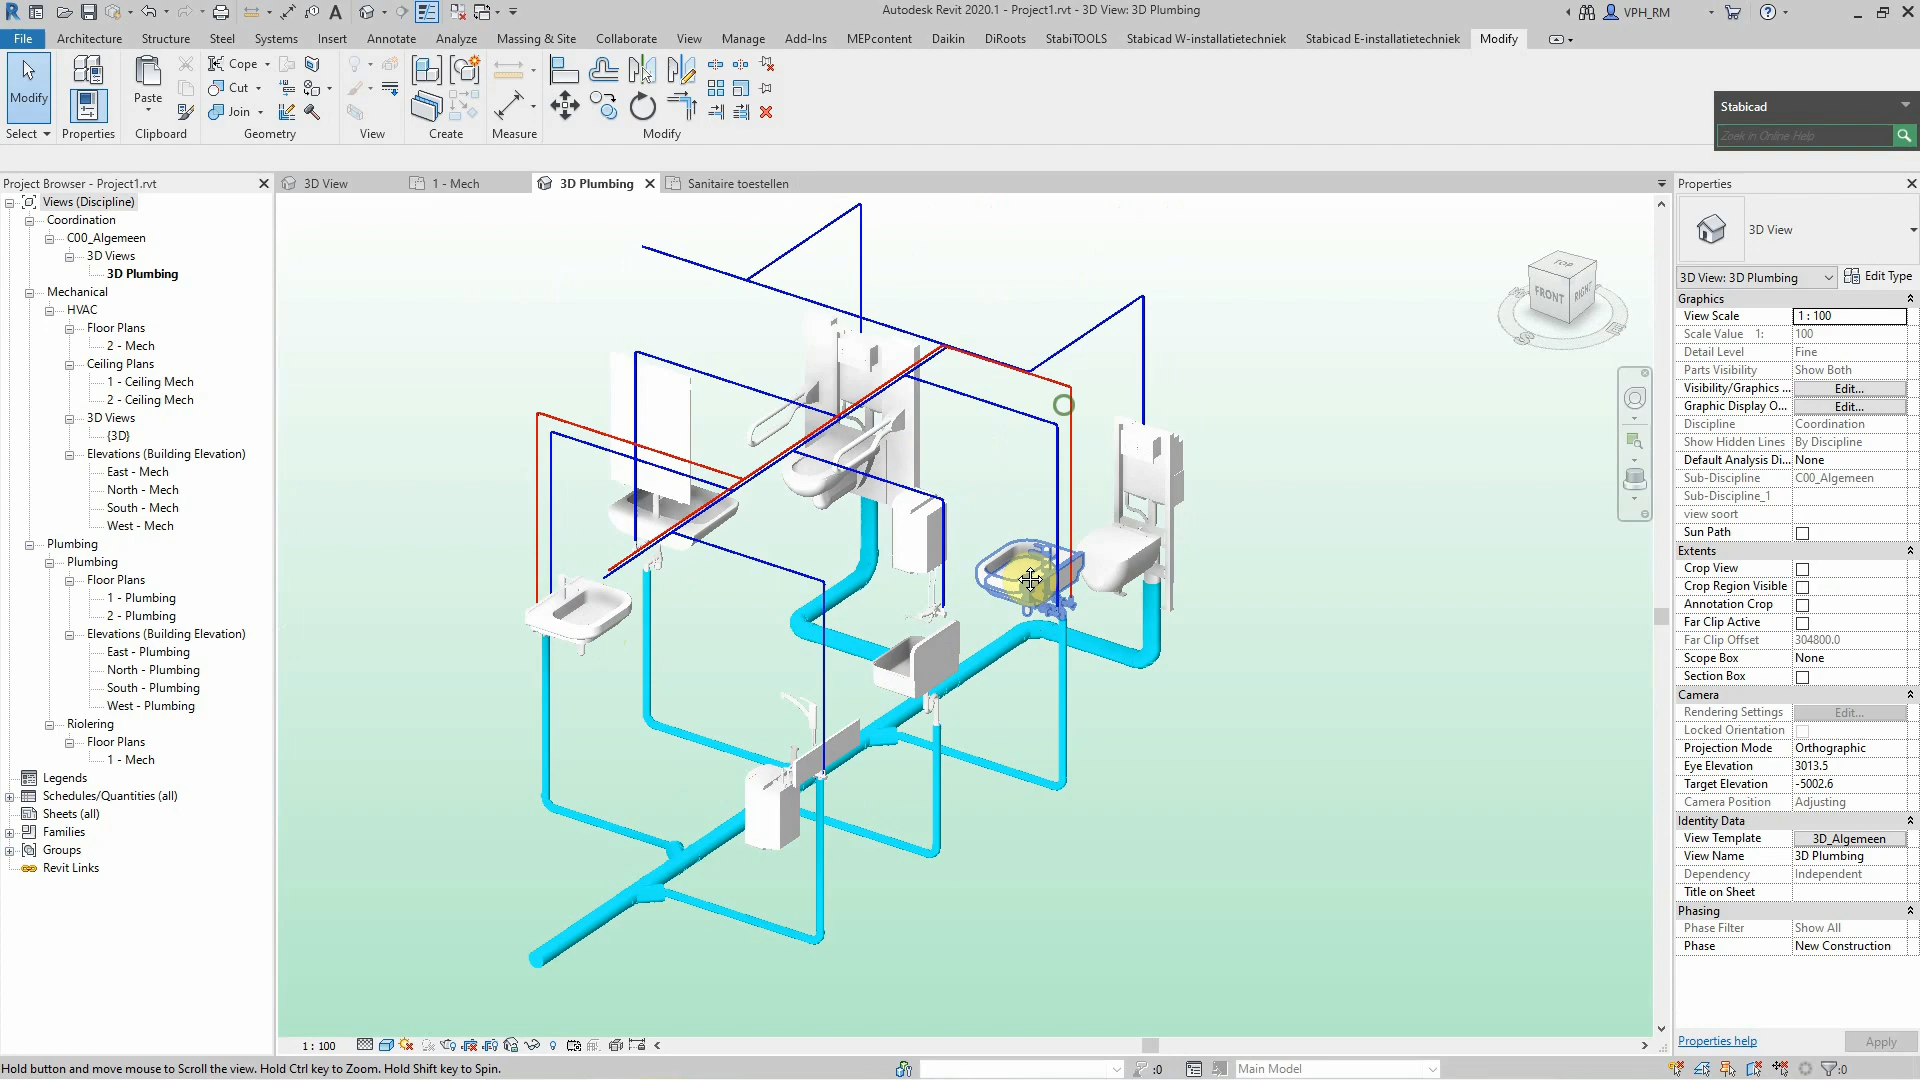 Autodesk Revit 2020.1 - Project1.rvt - 3D View: 3D Plumbing
VPH_RM
File
Architecture
Structure
Steel
Systems
Insert
Annotate
Analyze
Massing & Site
Collaborate
View
Manage
Add-Ins
MEPcontent
Daikin
DiRoots
StabiTOOLS
Stabicad W-installatietechniek
Stabicad E-installatietechniek
Modify
Modify
Paste
Cope
Cut
Join
Select
Properties
Clipboard
Geometry
View
Create
Measure
Modify
Stabicad
Zoek in Online Help
Project Browser - Project1.rvt
3D View
1 - Mech
3D Plumbing
Sanitaire toestellen
Properties
Views (Discipline)
Coordination
C00_Algemeen
3D Views
3D Plumbing
Mechanical
HVAC
Floor Plans
2 - Mech
Ceiling Plans
1 - Ceiling Mech
2 - Ceiling Mech
3D Views
{3D}
Elevations (Building Elevation)
East - Mech
North - Mech
South - Mech
West - Mech
Plumbing
Plumbing
Floor Plans
1 - Plumbing
2 - Plumbing
Elevations (Building Elevation)
East - Plumbing
North - Plumbing
South - Plumbing
West - Plumbing
Riolering
Floor Plans
1 - Mech
Legends
Schedules/Quantities (all)
Sheets (all)
Families
Groups
Revit Links
TOP
FRONT
RIGHT
3D View
3D View: 3D Plumbing
Edit Type
Graphics
View Scale 1 : 100
Scale Value 1: 100
Detail Level Fine
Parts Visibility Show Both
Visibility/Graphics ... Edit...
Graphic Display O... Edit...
Discipline Coordination
Show Hidden Lines By Discipline
Default Analysis Di... None
Sub-Discipline C00_Algemeen
Sub-Discipline_1
view soort
Sun Path
Extents
Crop View
Crop Region Visible
Annotation Crop
Far Clip Active
Far Clip Offset 304800.0
Scope Box None
Section Box
Camera
Rendering Settings Edit...
Locked Orientation
Projection Mode Orthographic
Eye Elevation 3013.5
Target Elevation -5002.6
Camera Position Adjusting
Identity Data
View Template 3D_Algemeen
View Name 3D Plumbing
Dependency Independent
Title on Sheet
Phasing
Phase Filter Show All
Phase New Construction
Properties help
Apply
1 : 100
Hold button and move mouse to Scroll the view. Hold Ctrl key to Zoom. Hold Shift key to Spin.
:0
Main Model
:0